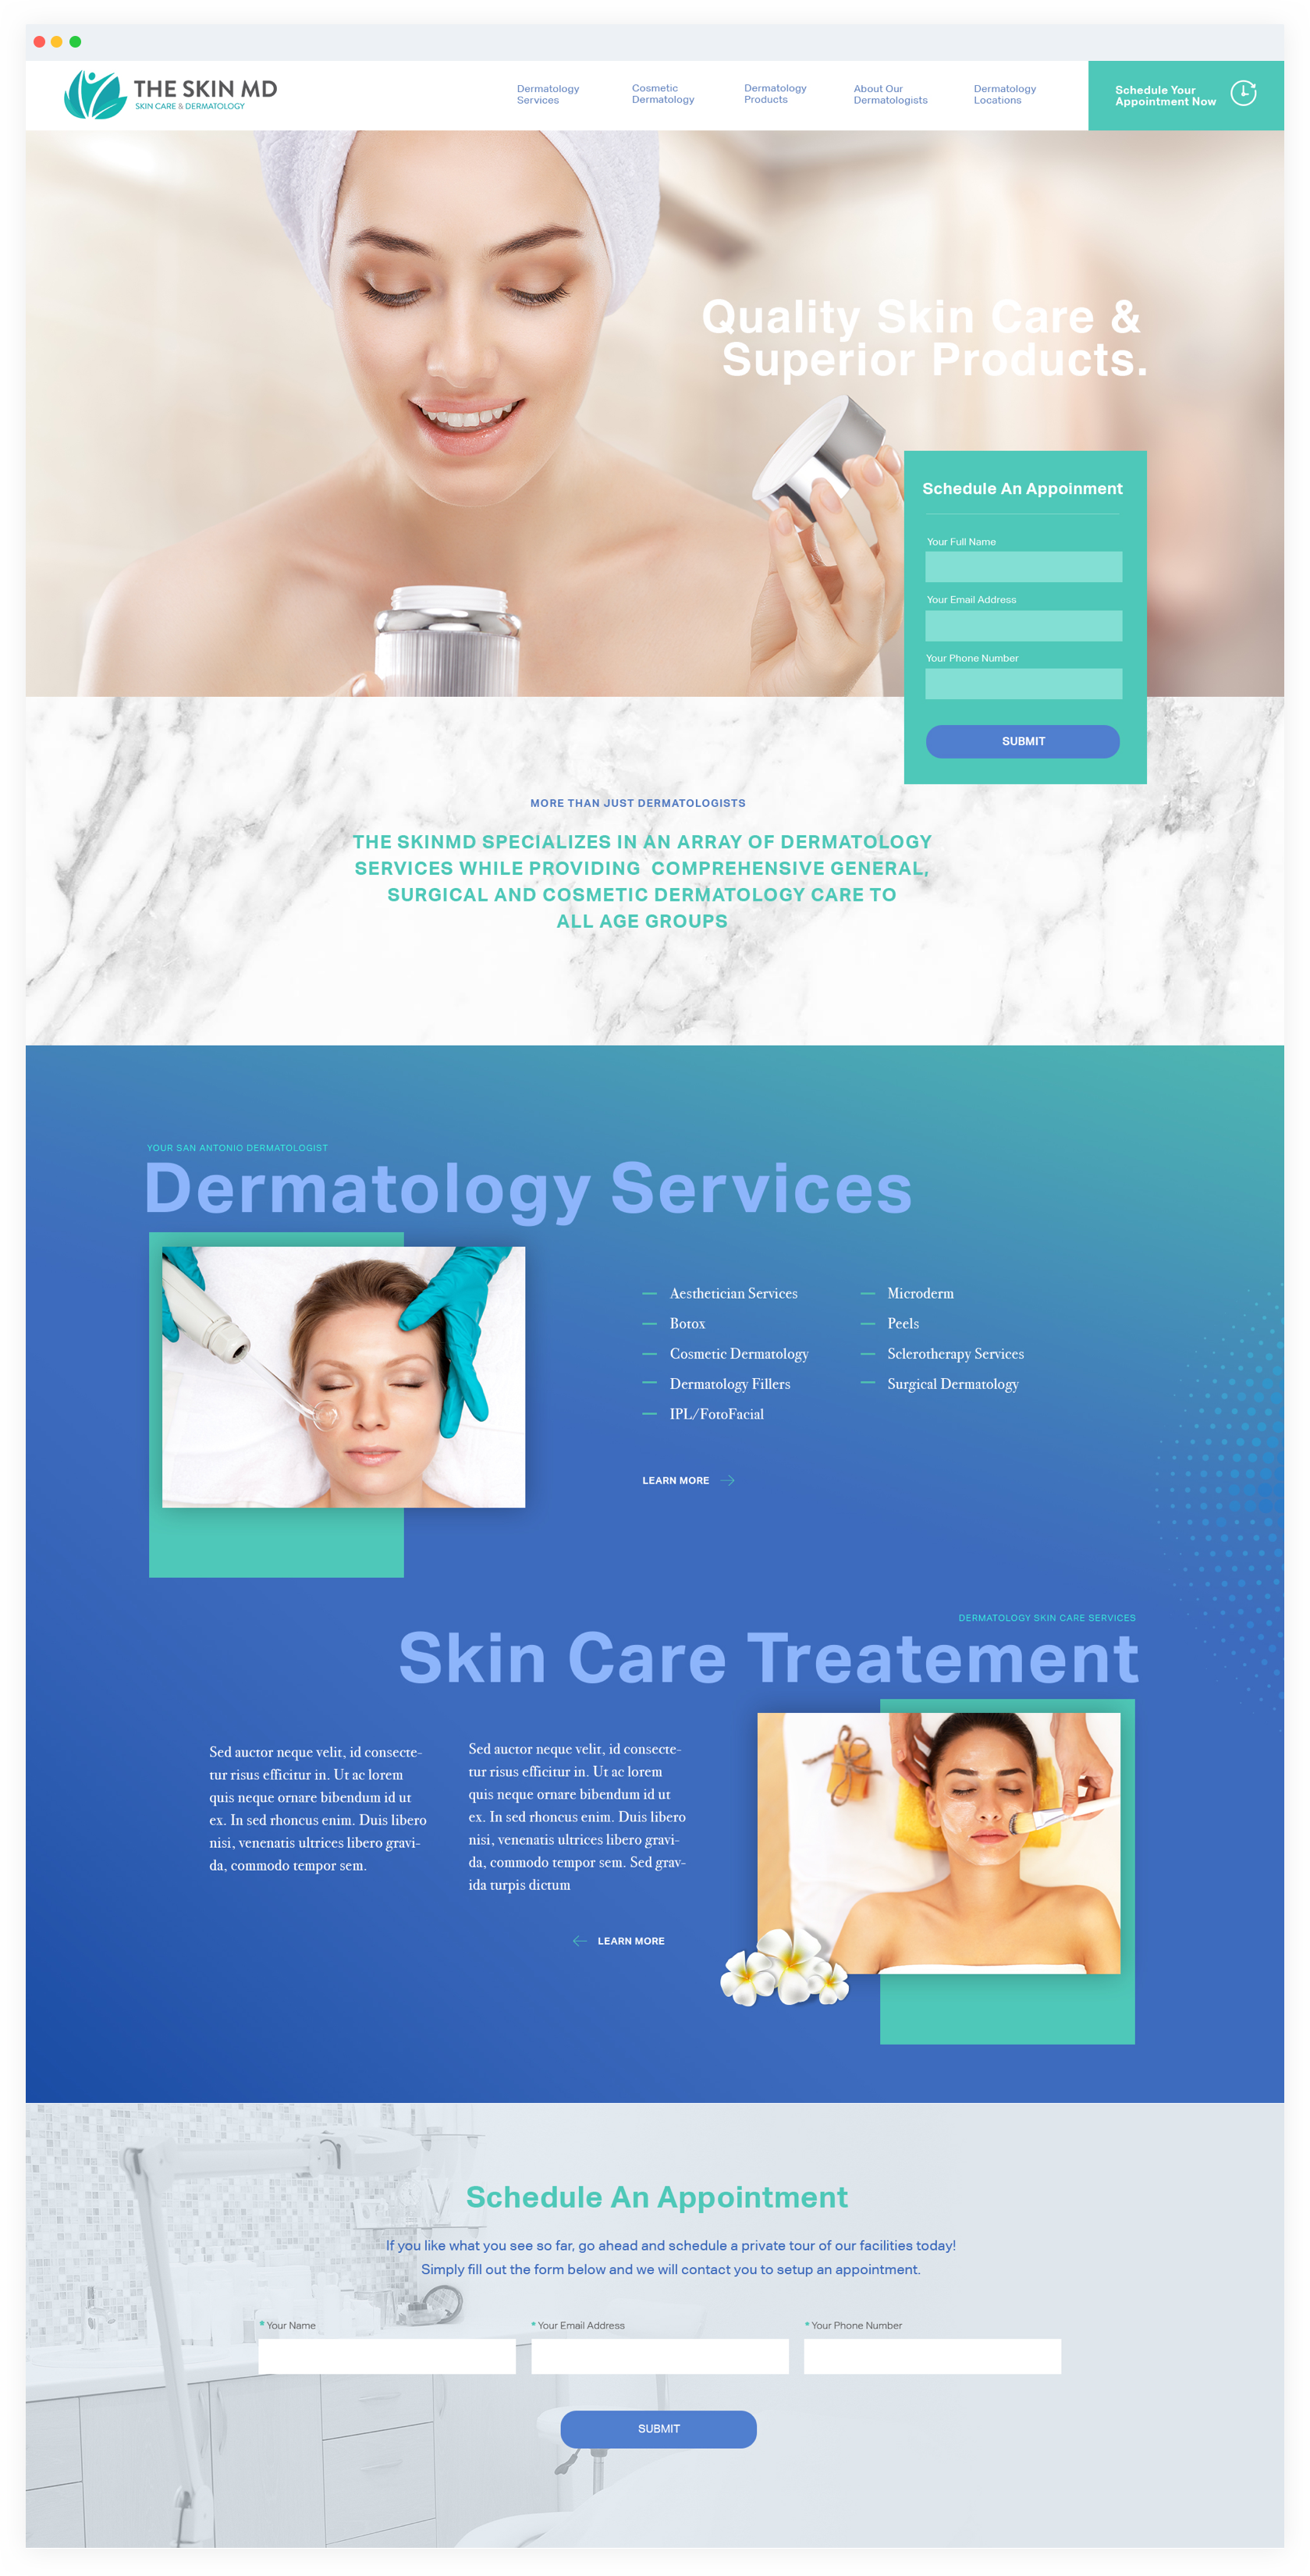 THE SKIN MD
SKIN CARE & DERMATOLOGY
Dermatology
Services
Cosmetic
Dermatology
Dermatology
Products
About Our
Dermatologists
Dermatology
Locations
Schedule Your
Appointment Now
Quality Skin Care &
Superior Products.
Schedule An Appoinment
Your Full Name
Your Email Address
Your Phone Number
SUBMIT
MORE THAN JUST DERMATOLOGISTS
THE SKINMD SPECIALIZES IN AN ARRAY OF DERMATOLOGY
SERVICES WHILE PROVIDING COMPREHENSIVE GENERAL,
SURGICAL AND COSMETIC DERMATOLOGY CARE TO
ALL AGE GROUPS
YOUR SAN ANTONIO DERMATOLOGIST
Dermatology Services
Aesthetician Services
Botox
Cosmetic Dermatology
Dermatology Fillers
IPL/FotoFacial
Microderm
Peels
Sclerotherapy Services
Surgical Dermatology
LEARN MORE
DERMATOLOGY SKIN CARE SERVICES
Skin Care Treatement
Sed auctor neque velit, id consecte-
tur risus efficitur in. Ut ac lorem
quis neque ornare bibendum id ut
ex. In sed rhoncus enim. Duis libero
nisi, venenatis ultrices libero gravi-
da, commodo tempor sem.
Sed auctor neque velit, id consecte-
tur risus efficitur in. Ut ac lorem
quis neque ornare bibendum id ut
ex. In sed rhoncus enim. Duis libero
nisi, venenatis ultrices libero gravi-
da, commodo tempor sem. Sed grav-
ida turpis dictum
LEARN MORE
Schedule An Appointment
If you like what you see so far, go ahead and schedule a private tour of our facilities today!
Simply fill out the form below and we will contact you to setup an appointment.
* Your Name
* Your Email Address
* Your Phone Number
SUBMIT